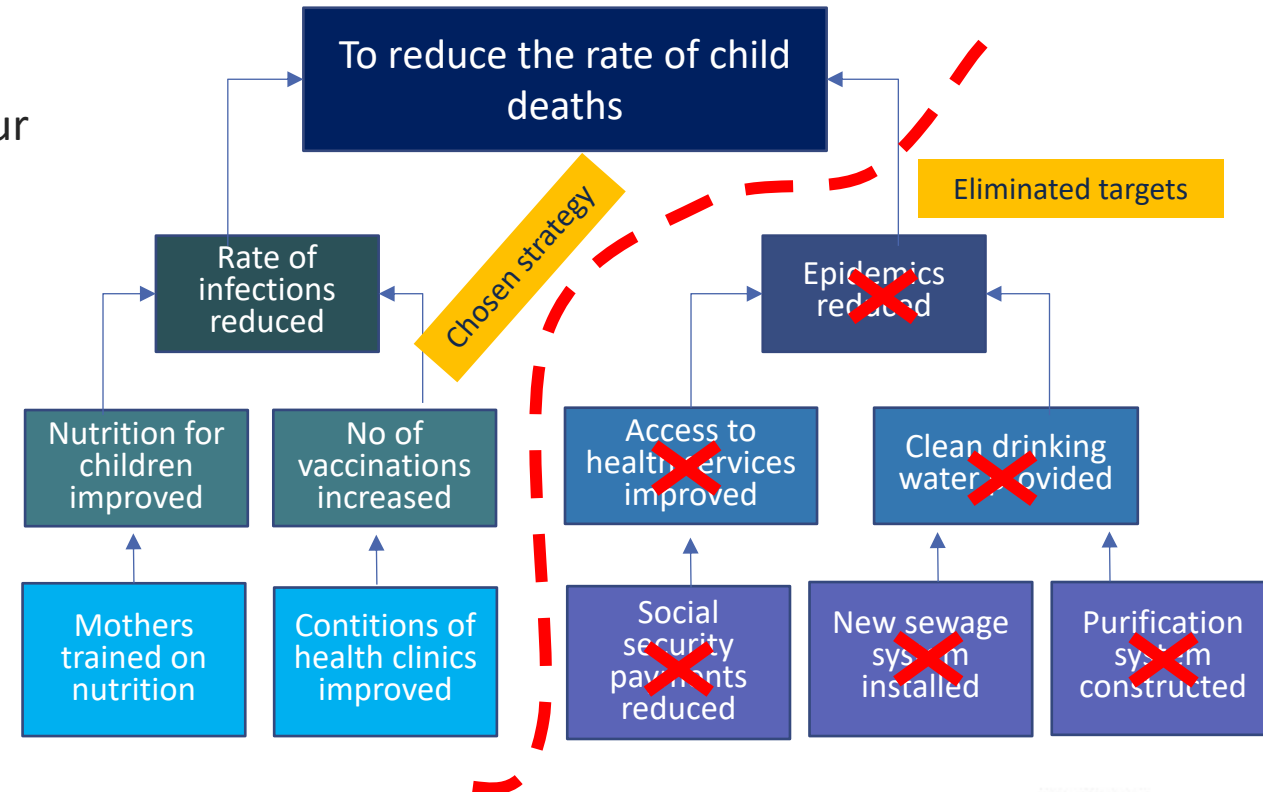 To reduce the rate of child
deaths
ur
Eliminated targets
Chosen strategy
Rate of
infections
reduced
Epidemics
reduced
Nutrition for
children
improved
No of
vaccinations
increased
Access to
health services
improved
Clean drinking
water provided
Mothers
trained on
nutrition
Contitions of
health clinics
improved
Social
security
payments
reduced
New sewage
system
installed
Purification
system
constructed